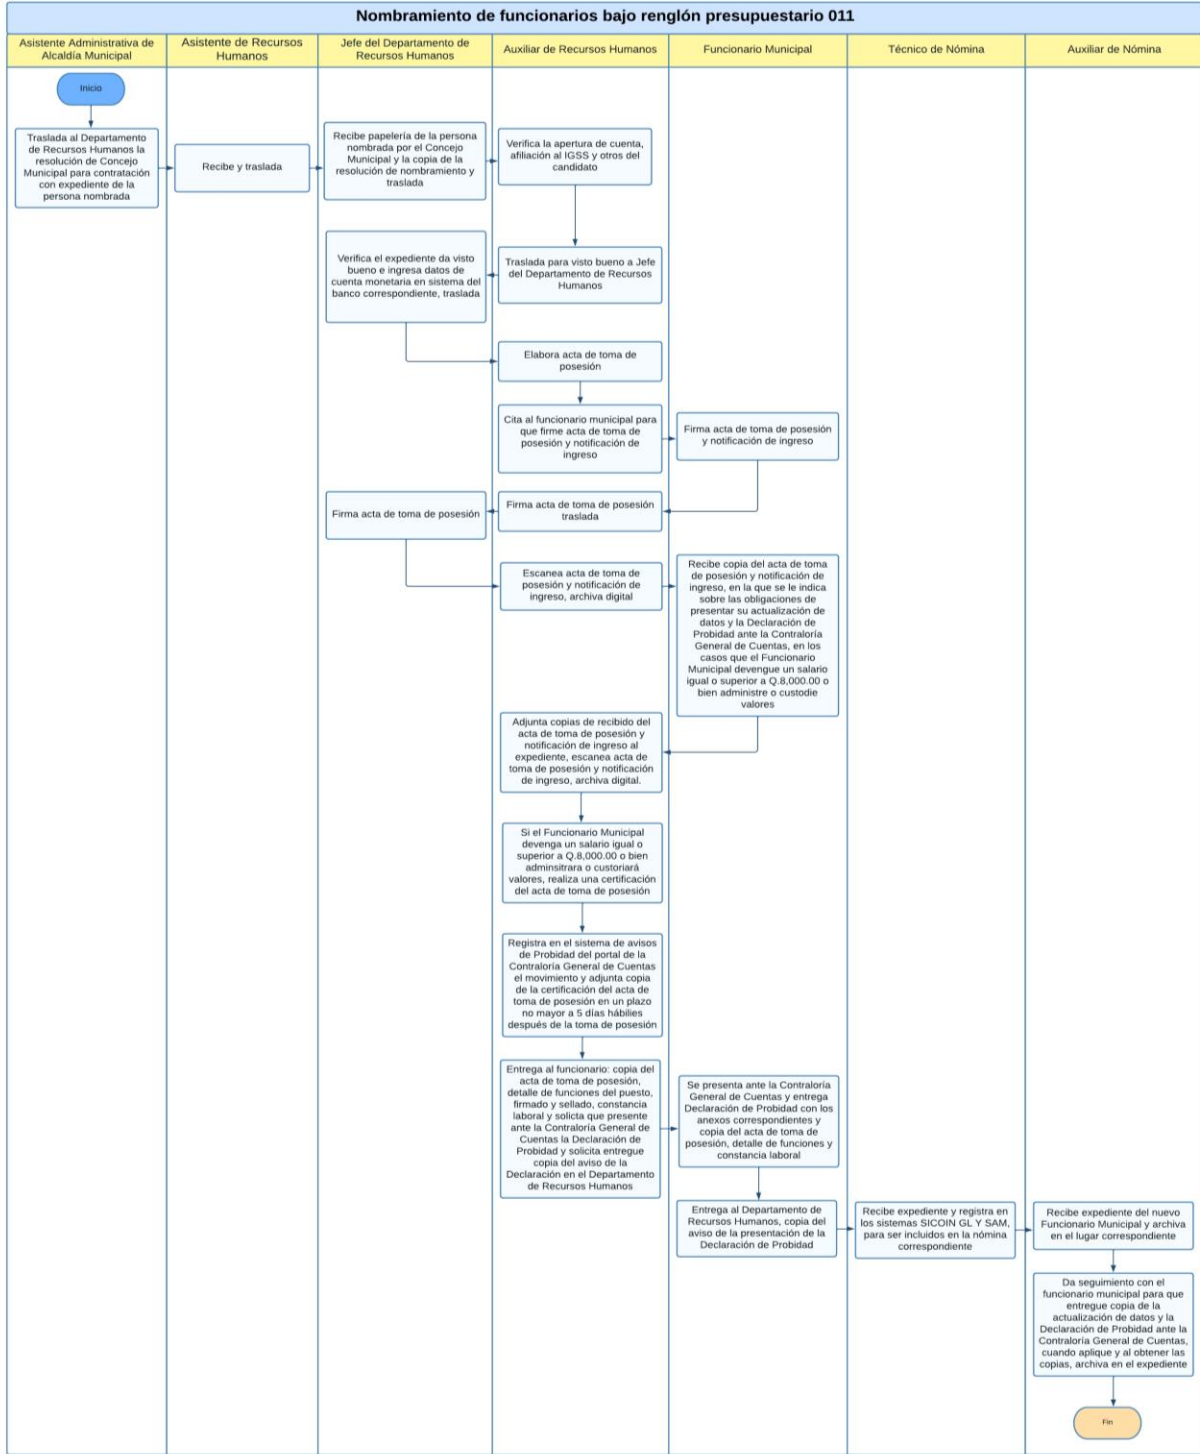 Nombramiento de funcionarios bajo renglón presupuestario 011
Asistente Administrativa de
Alcaldía Municipal
Asistente de Recursos
Humanos
Jefe del Departamento de
Recursos Humanos
Auxiliar de Recursos Humanos
Funcionario Municipal
Técnico de Nómina
Auxiliar de Nómina
Inicio
Traslada al Departamento
de Recursos Humanos la
resolución de Concejo
Municipal para contratación
con expediente de la
persona nombrada
Recibe y traslada
Recibe papelería de la persona
nombrada por el Concejo
Municipal y la copia de la
resolución de nombramiento y
traslada
Verifica la apertura de cuenta,
afiliación al IGSS y otros del
candidato
Traslada para visto bueno a Jefe
del Departamento de Recursos
Humanos
Verifica el expediente da visto
bueno e ingresa datos de
cuenta monetaria en sistema del
banco correspondiente, traslada
Elabora acta de toma de
posesión
Cita al funcionario municipal para
que firme acta de toma de
posesión y notificación de
ingreso
Firma acta de toma de posesión
y notificación de ingreso
Firma acta de toma de posesión
traslada
Firma acta de toma de posesión
Escanea acta de toma de
posesión y notificación de
ingreso, archiva digital
Recibe copia del acta de toma
de posesión y notificación de
ingreso, en la que se le indica
sobre las obligaciones de
presentar su actualización de
datos y la Declaración de
Probidad ante la Contraloría
General de Cuentas, en los
casos que el Funcionario
Municipal devengue un salario
igual o superior a Q.8,000.00 o
bien administre o custodie
valores
Adjunta copias de recibido del
acta de toma de posesión y
notificación de ingreso al
expediente, escanea acta de
toma de posesión y notificación
de ingreso, archiva digital.
Si el Funcionario Municipal
devenga un salario igual o
superior a Q.8,000.00 o bien
adminsitrara o custoriará
valores, realiza una certificación
del acta de toma de posesión
Registra en el sistema de avisos
de Probidad del portal de la
Contraloría General de Cuentas
el movimiento y adjunta copia
de la certificación del acta de
toma de posesión en un plazo
no mayor a 5 días hábilies
después de la toma de posesión
Entrega al funcionario: copia del
acta de toma de posesión,
detalle de funciones del puesto,
firmado y sellado, constancia
laboral y solicta que presente
ante la Contraloría General de
Cuentas la Declaración de
Probidad y solicita entregue
copia del aviso de la
Declaración en el Departamento
de Recursos Humanos
Se presenta ante la Contraloría
General de Cuentas y entrega
Declaración de Probidad con los
anexos correspondientes y
copia del acta de toma de
posesión, detalle de funciones y
constancia laboral
Entrega al Departamento de
Recursos Humanos, copia del
aviso de la presentación de la
Declaración de Probidad
Recibe expediente y registra en
los sistemas SICOIN GL Y SAM,
para ser incluidos en la nómina
correspondiente
Recibe expediente del nuevo
Funcionario Municipal y archiva
en el lugar correspondiente
Da seguimiento con el
funcionario municipal para que
entregue copia de la
actualización de datos y la
Declaración de Probidad ante la
Contraloría General de Cuentas,
cuando aplique y al obtener las
copias, archiva en el expediente
Fin